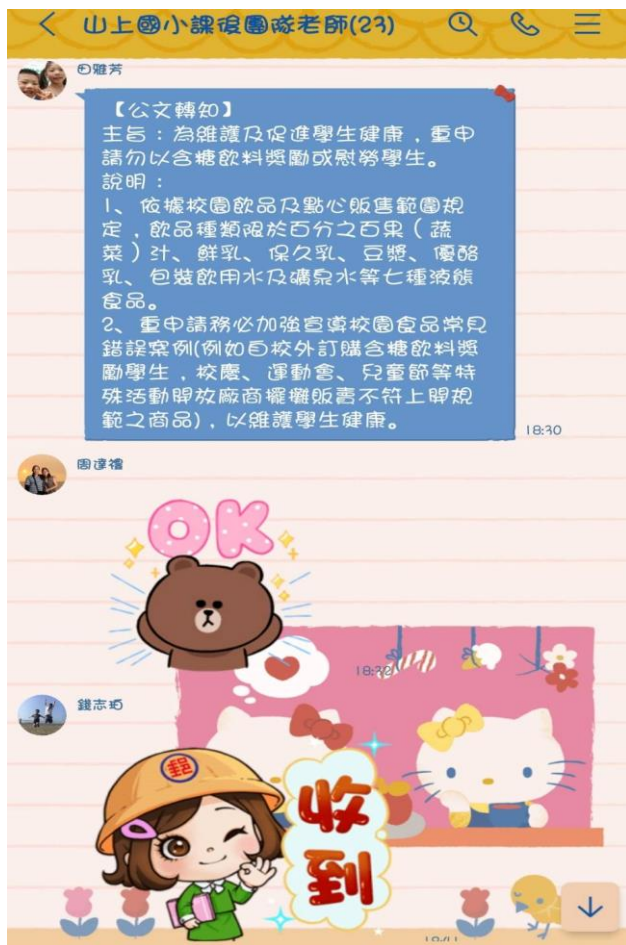 山上國小課後團隊老師(23)
田雅芳
【公文轉知】
主旨：為維護及促進學生健康，重申
請勿以含糖飲料獎勵或慰勞學生。
說明：
1、 依據校園飲品及點心販售範圍規
定，飲品種類限於百分之百果（蔬
菜）汁、鮮乳、保久乳、豆漿、優酪
乳、包裝飲用水及礦泉水等七種液態
食品。
2、 重申請務必加強宣導校園食品常見
錯誤案例(例如自校外訂購含糖飲料獎
勵學生，校慶、運動會、兒童節等特
殊活動開放廠商擺攤販賣不符上開規
範之商品)，以維護學生健康。
18:30
周達禮
OK
18:32
錢志
郵
收
到